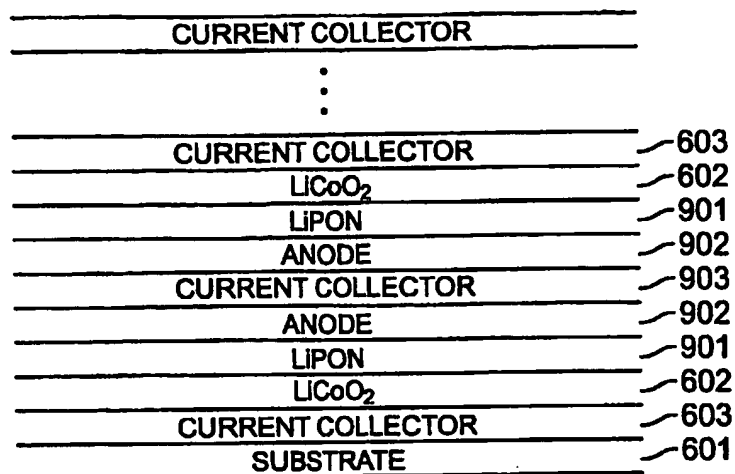 CURRENT COLLECTOR
CURRENT COLLECTOR 603
LiCoO₂ 602
LiPON 901
ANODE 902
CURRENT COLLECTOR 903
ANODE 902
LiPON 901
LiCoO₂ 602
CURRENT COLLECTOR 603
SUBSTRATE 601